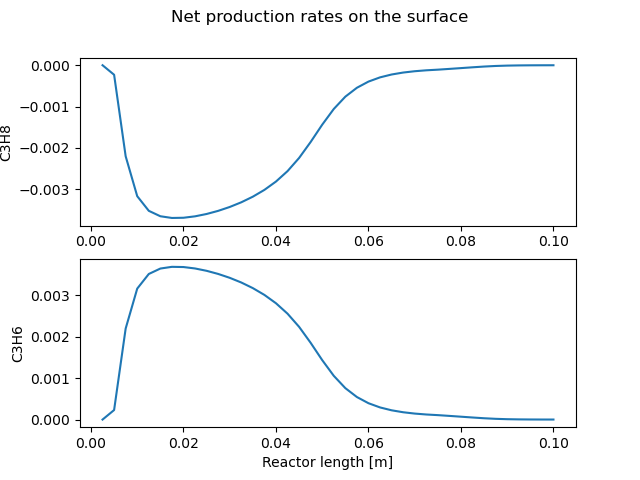 Net production rates on the surface
C3H8
0.000
−0.001
−0.002
−0.003
0.00 0.02 0.04 0.06 0.08 0.10
C3H6
0.003
0.002
0.001
0.000
0.00 0.02 0.04 0.06 0.08 0.10
Reactor length [m]